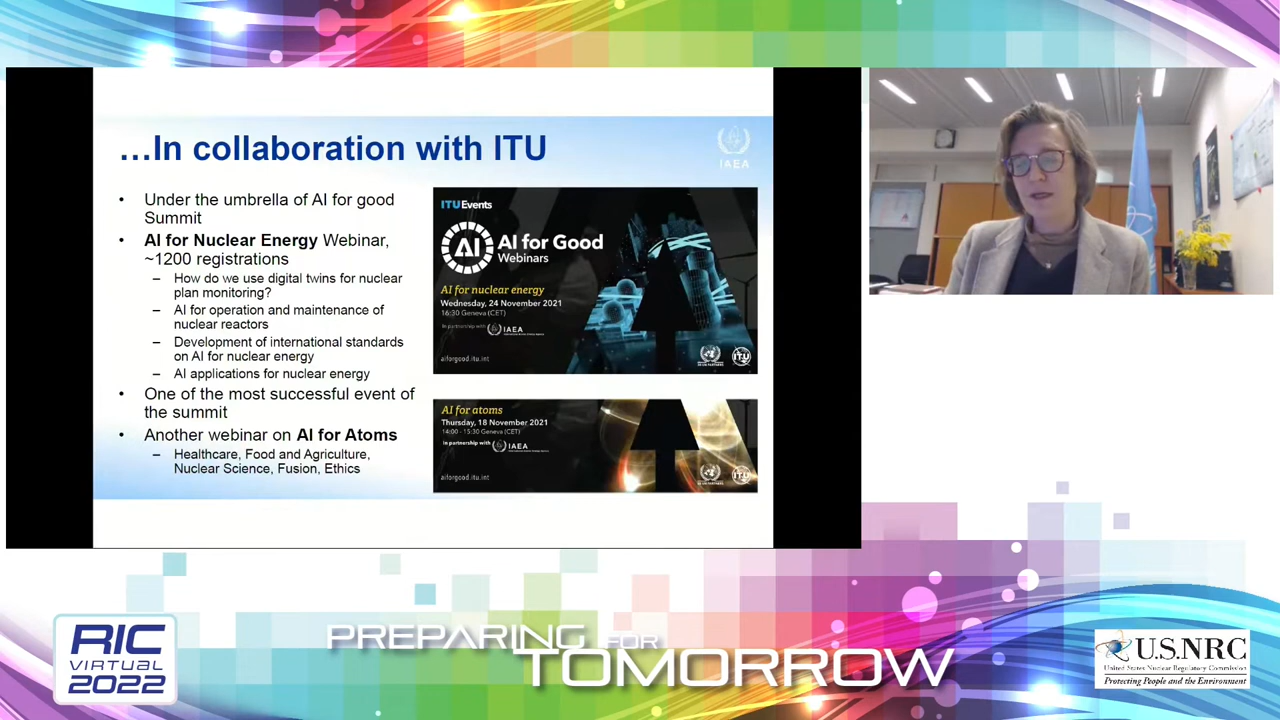 …In collaboration with ITU
IAEA
• Under the umbrella of AI for good
Summit
• AI for Nuclear Energy Webinar,
~1200 registrations
– How do we use digital twins for nuclear
plan monitoring?
– AI for operation and maintenance of
nuclear reactors
– Development of international standards
on AI for nuclear energy
– AI applications for nuclear energy
• One of the most successful event of
the summit
• Another webinar on AI for Atoms
– Healthcare, Food and Agriculture,
Nuclear Science, Fusion, Ethics
ITUEvents
AI
AI for Good
Webinars
AI for nuclear energy
Wednesday, 24 November 2021
16:30 Geneva (CET)
In partnership with
IAEA
aiforgood.itu.int
ITU
AI for atoms
Thursday, 18 November 2021
14:00 - 15:30 Geneva (CET)
In partnership with
IAEA
aiforgood.itu.int
ITU
RIC
VIRTUAL
2022
PREPARING FOR
TOMORROW
U.S.NRC
United States Nuclear Regulatory Commission
Protecting People and the Environment